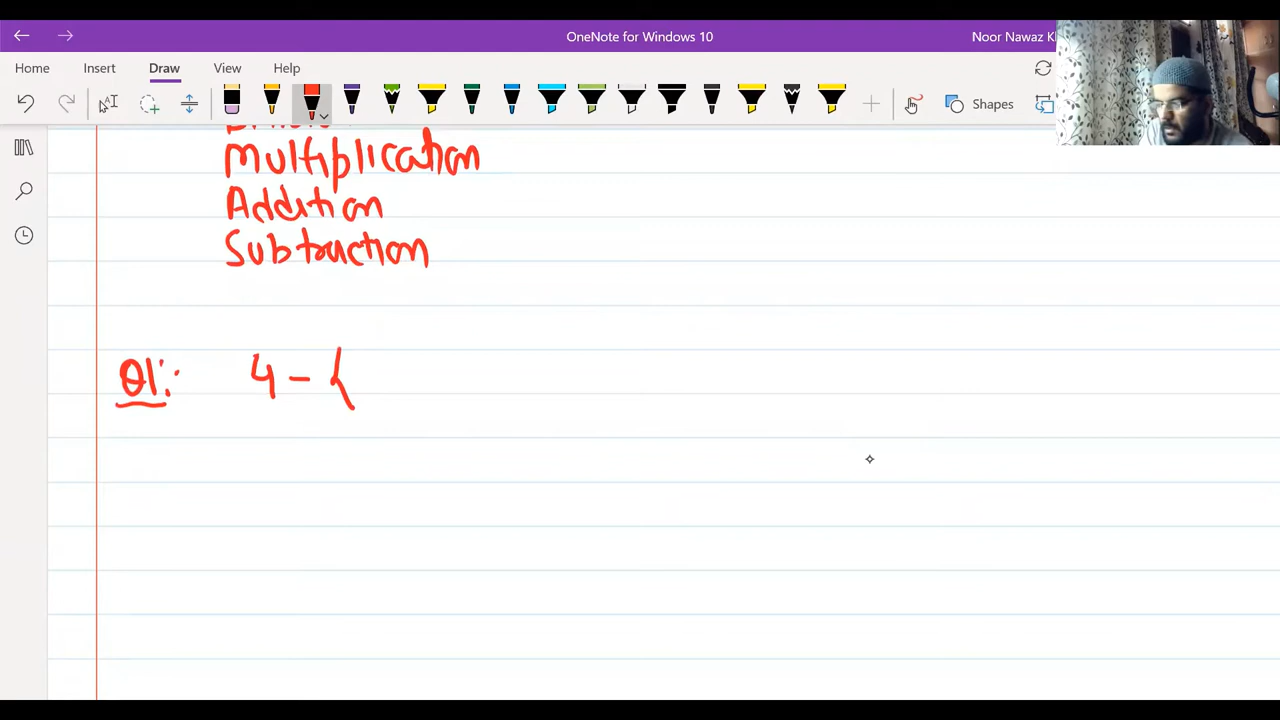 OneNote for Windows 10
Noor Nawaz
Home Insert Draw View Help
Shapes
Multiplication
Addition
Subtraction
Q1: 4 - {